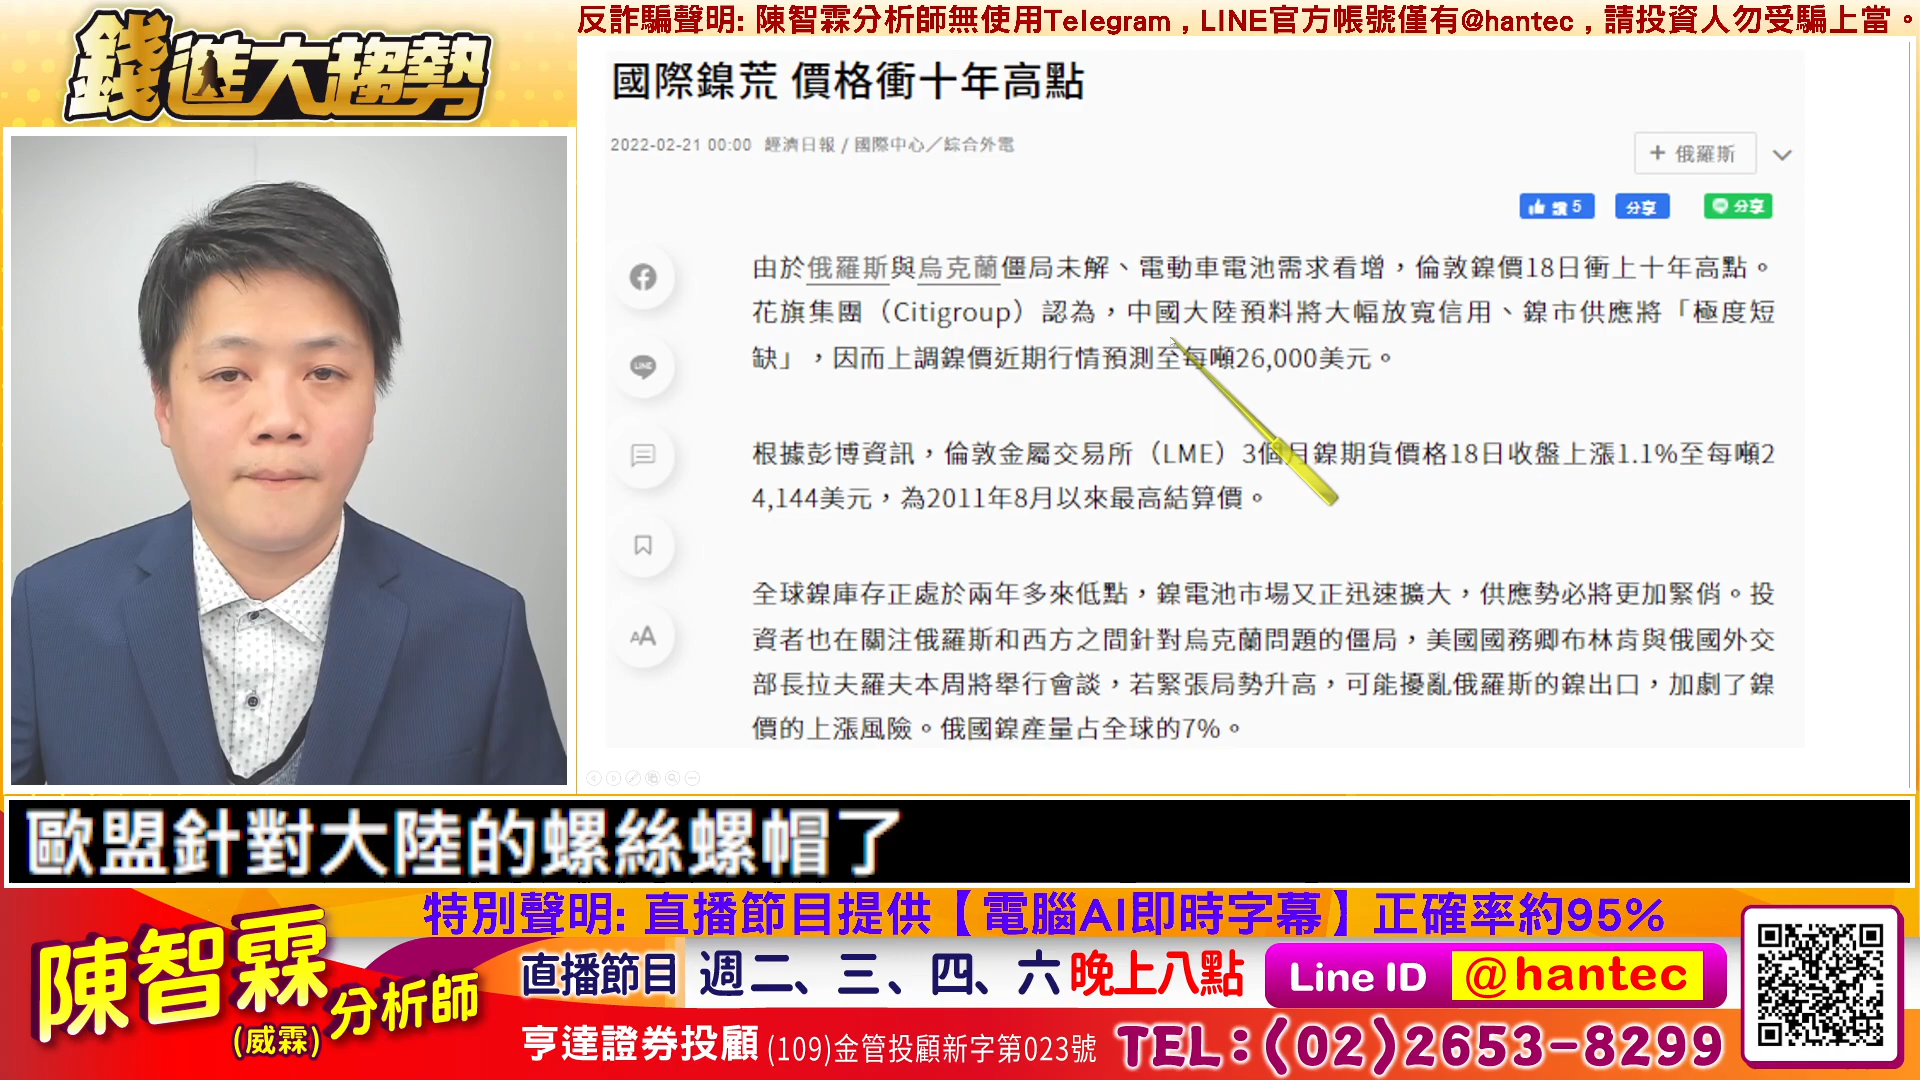 反詐騙聲明: 陳智霖分析師無使用Telegram , LINE官方帳號僅有@hantec , 請投資人勿受騙上當。
錢進大趨勢
國際鎳荒 價格衝十年高點
2022-02-21 00:00 經濟日報 / 國際中心／綜合外電
+ 俄羅斯
讚 5
分享
分享
由於俄羅斯與烏克蘭僵局未解、電動車電池需求看增，倫敦鎳價18日衝上十年高點。
花旗集團（Citigroup）認為，中國大陸預料將大幅放寬信用、鎳市供應將「極度短
缺」，因而上調鎳價近期行情預測至每噸26,000美元。
根據彭博資訊，倫敦金屬交易所（LME）3個月鎳期貨價格18日收盤上漲1.1%至每噸2
4,144美元，為2011年8月以來最高結算價。
全球鎳庫存正處於兩年多來低點，鎳電池市場又正迅速擴大，供應勢必將更加緊俏。投
資者也在關注俄羅斯和西方之間針對烏克蘭問題的僵局，美國國務卿布林肯與俄國外交
部長拉夫羅夫本周將舉行會談，若緊張局勢升高，可能擾亂俄羅斯的鎳出口，加劇了鎳
價的上漲風險。俄國鎳產量占全球的7%。
LINE
AA
歐盟針對大陸的螺絲螺帽了
特別聲明: 直播節目提供【電腦AI即時字幕】正確率約95%
陳智霖分析師
(威霖)
直播節目 週二、三、四、六 晚上八點
Line ID @hantec
亨達證券投顧 (109)金管投顧新字第023號 TEL:(02)2653-8299